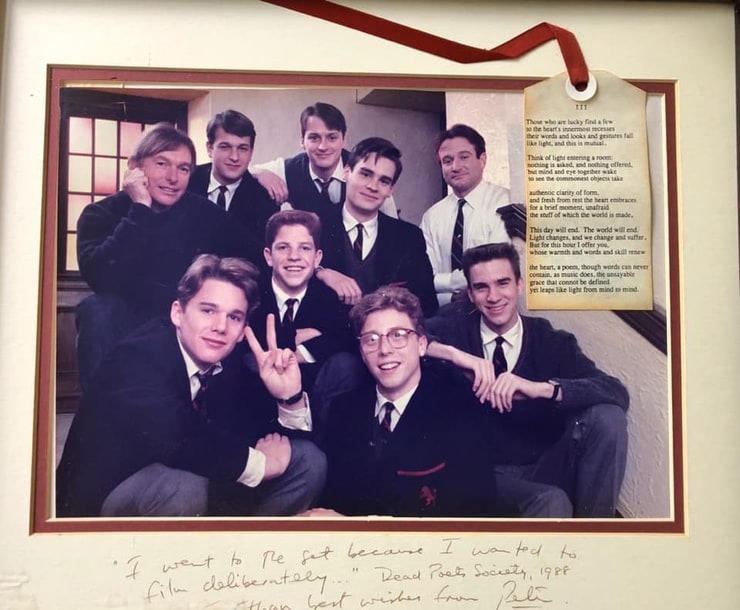 III
Those who are lucky find a few
to the heart's innermost recesses
their words and looks and gestures fall
like light, and this is mutual.
Think of light entering a room:
nothing is asked, and nothing offered,
but mind and eye together wake
to see the commonest objects take
authentic clarity of form,
and fresh from rest the heart embraces
for a brief moment, unafraid
the stuff of which the world is made.
This day will end. The world will end.
Light changes, and we change and suffer.
But for this hour I offer you,
whose warmth and words and skill renew
the heart, a poem, though words can never
contain, as music does, the unsayable
grace that cannot be defined
yet leaps like light from mind to mind.
"I went to the set because I wanted to
film deliberately..." Dead Poets Society, 1988
best wishes from Pete